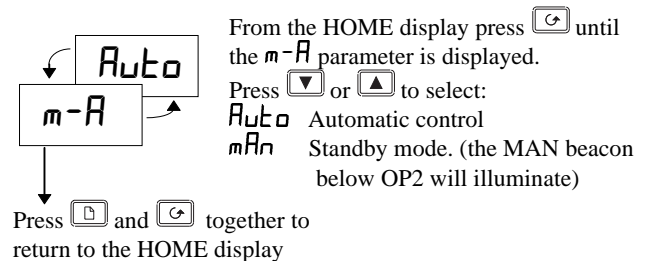 From the HOME display press until
the m-A parameter is displayed.
Press or to select:
Auto Automatic control
mAn Standby mode. (the MAN beacon
below OP2 will illuminate)
Auto
m-A
Press and together to
return to the HOME display